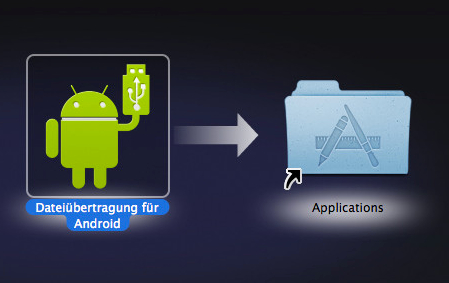 Dateiübertragung für
Android
Applications